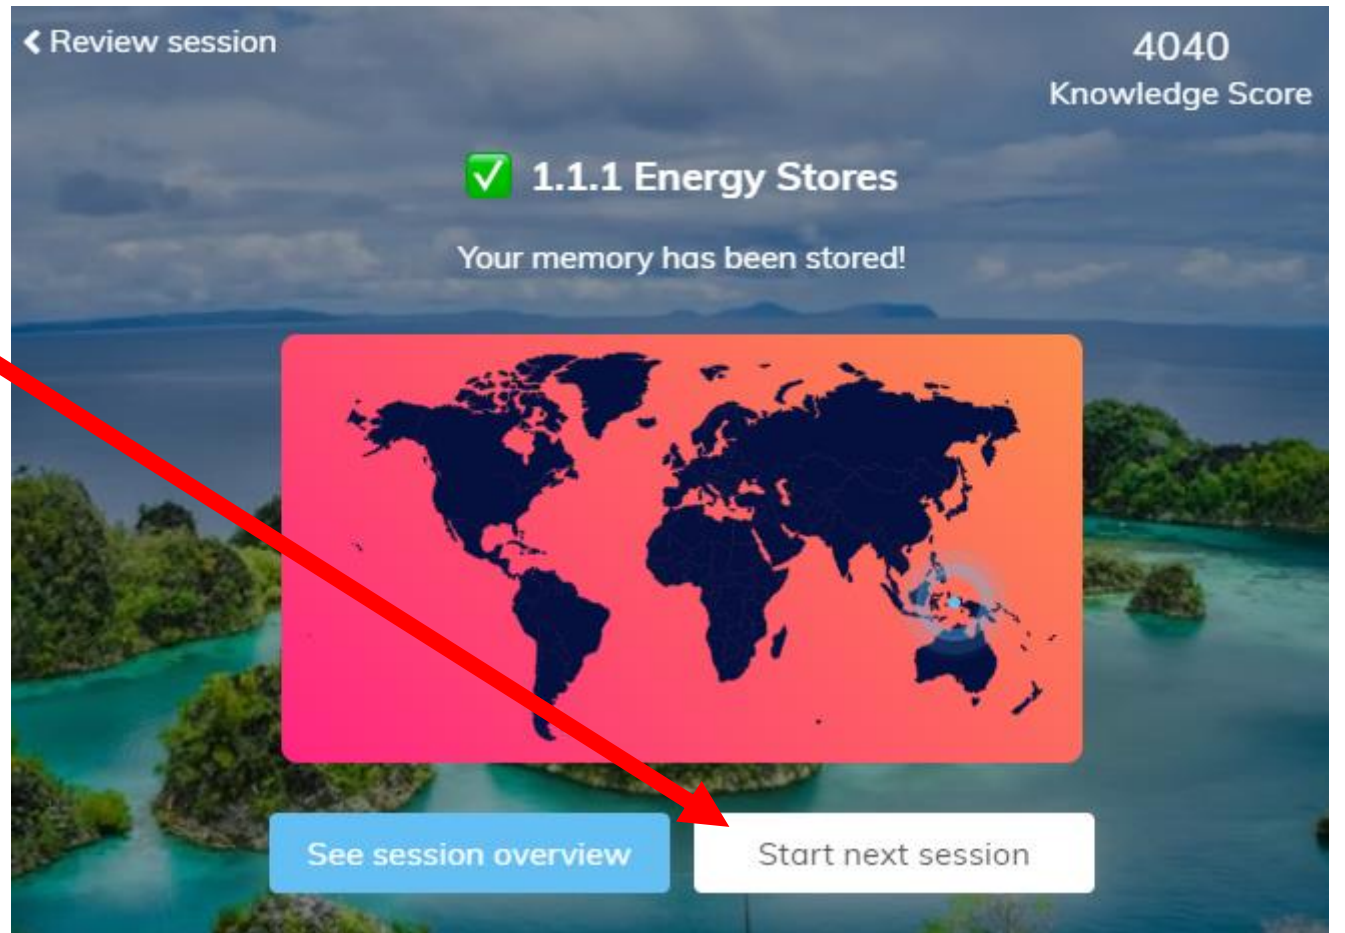 Review session
4040
Knowledge Score
✅ 1.1.1 Energy Stores
Your memory has been stored!
See session overview
Start next session